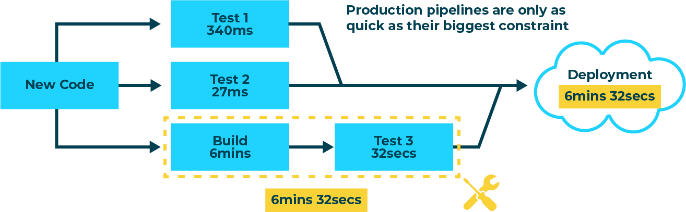 Production pipelines are only as
quick as their biggest constraint
New Code
Test 1
340ms
Test 2
27ms
Build
6mins
Test 3
32secs
6mins 32secs
Deployment
6mins 32secs